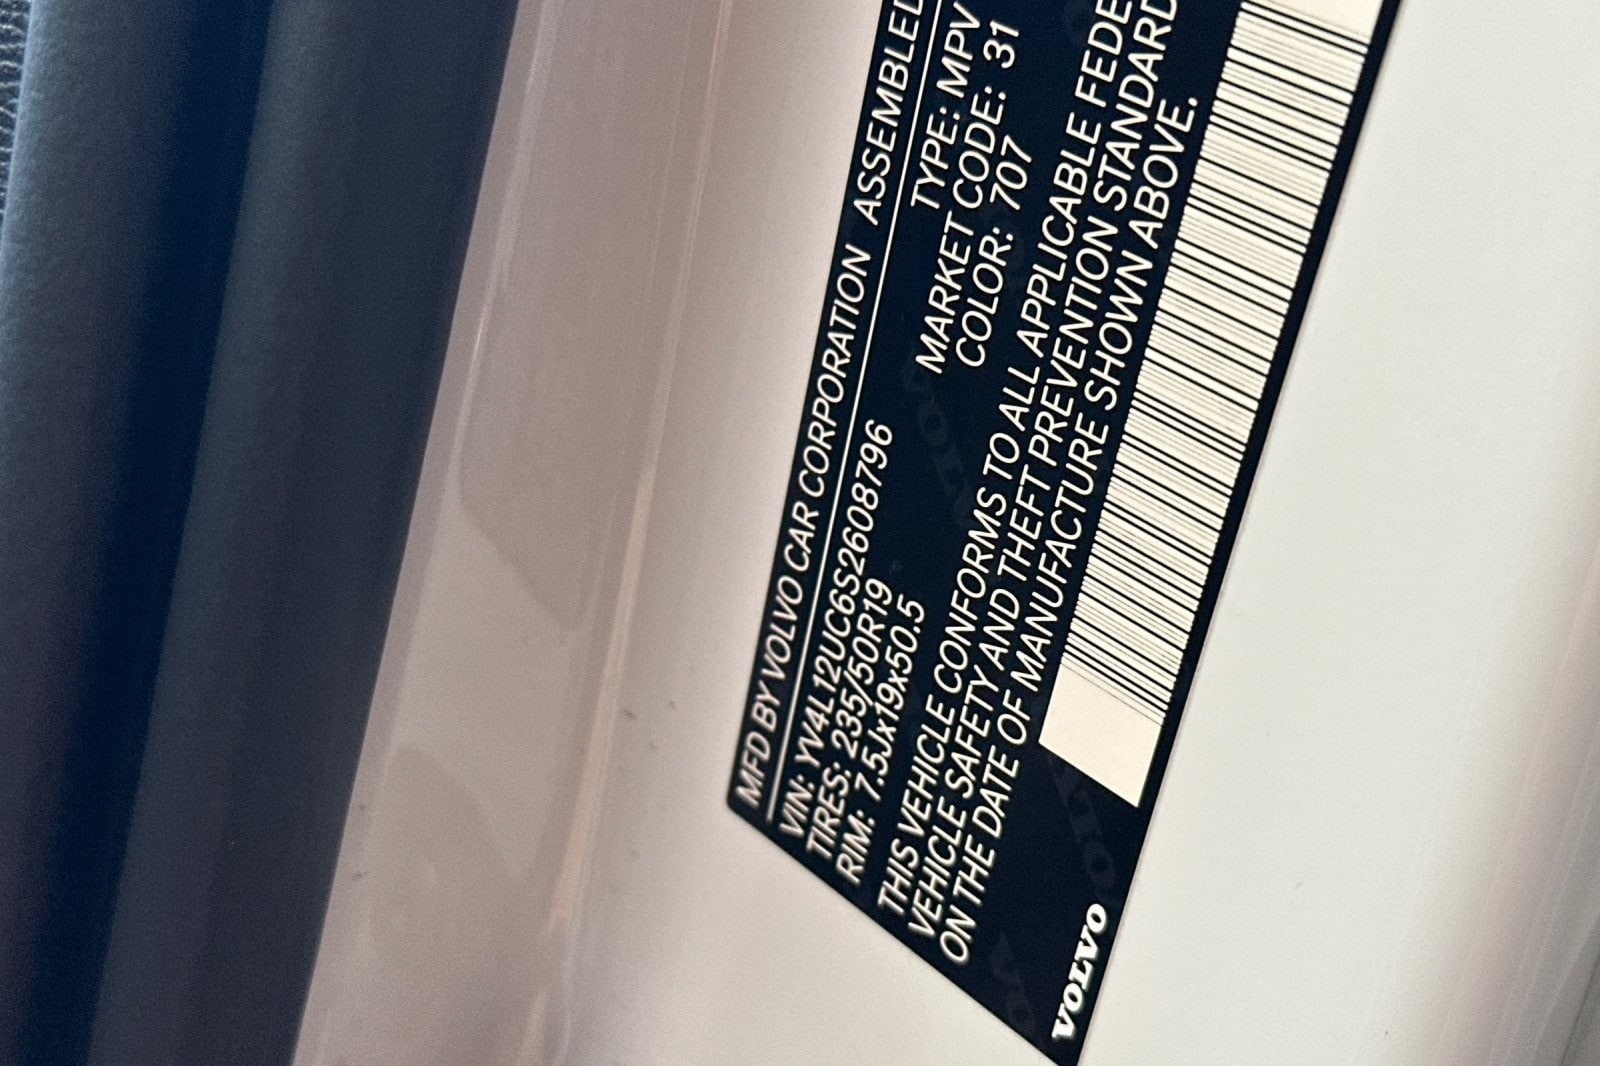 MFD BY VOLVO CAR CORPORATION ASSEMBLED
VIN: YV4L12UC6S2608796 TYPE: MPV
TIRES: 235/50R19 MARKET CODE: 31
RIM: 7.5Jx19x50.5 COLOR: 707
THIS VEHICLE CONFORMS TO ALL APPLICABLE
VEHICLE SAFETY AND THEFT PREVENTION STANDARD
ON THE DATE OF MANUFACTURE SHOWN ABOVE.
VOLVO